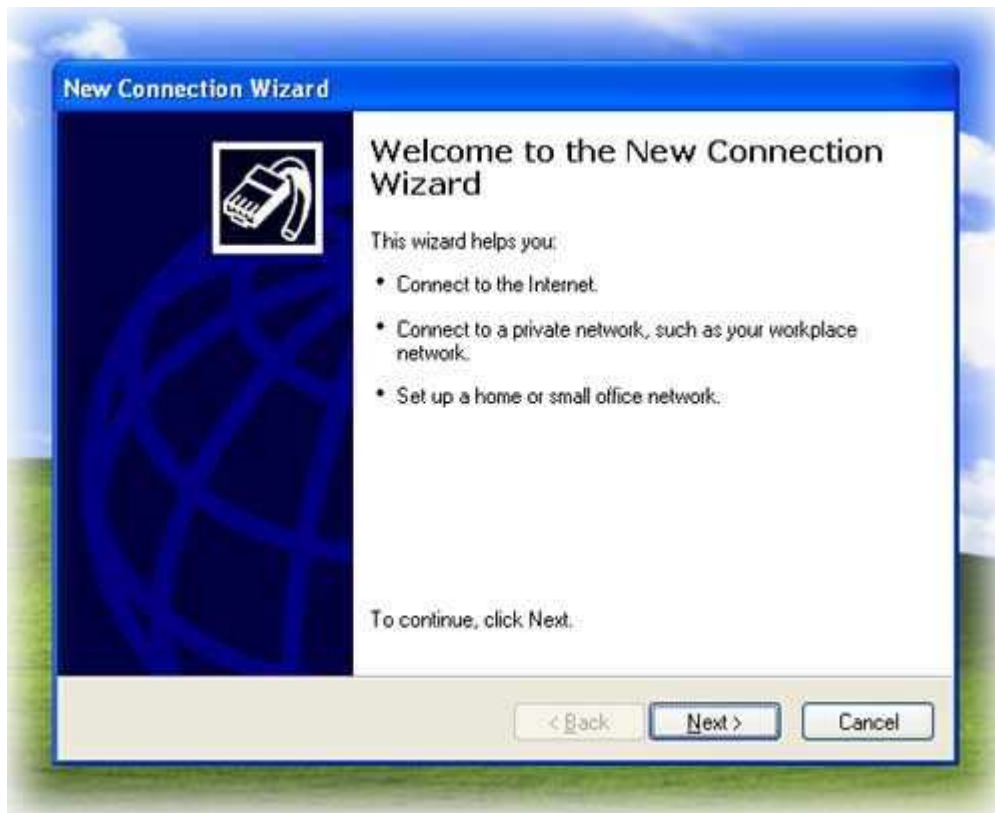 New Connection Wizard
Welcome to the New Connection
Wizard
This wizard helps you:
• Connect to the Internet.
• Connect to a private network, such as your workplace
network.
• Set up a home or small office network.
To continue, click Next.
< Back
Next >
Cancel